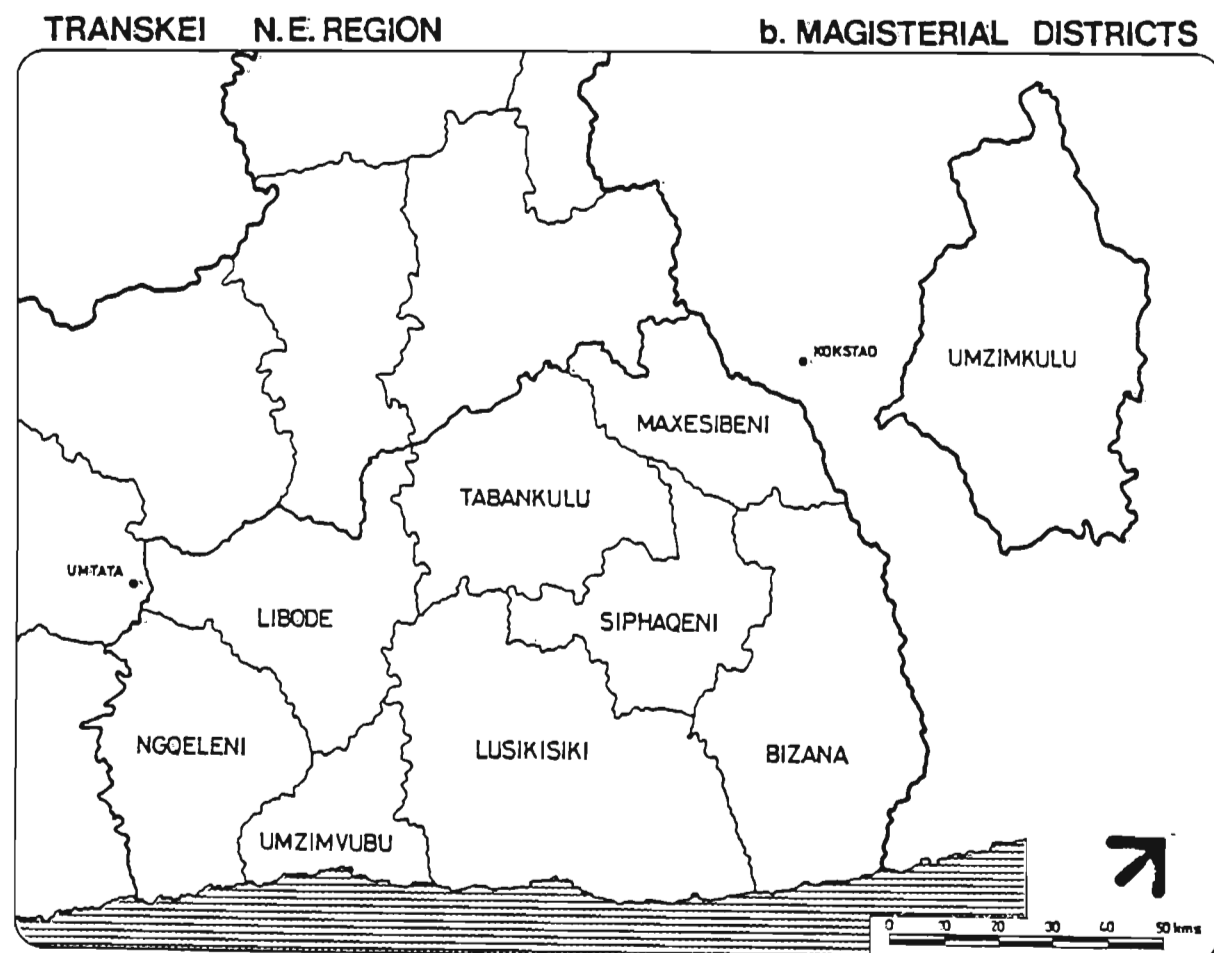 TRANSKEI N.E. REGION
b. MAGISTERIAL DISTRICTS
KOKSTAD
UMZIMKULU
MAXESIBENI
TABANKULU
UMTATA
LIBODE
SIPHAQENI
NGQELENI
LUSIKISIKI
BIZANA
UMZIMVUBU
0 10 20 30 40 50 kms